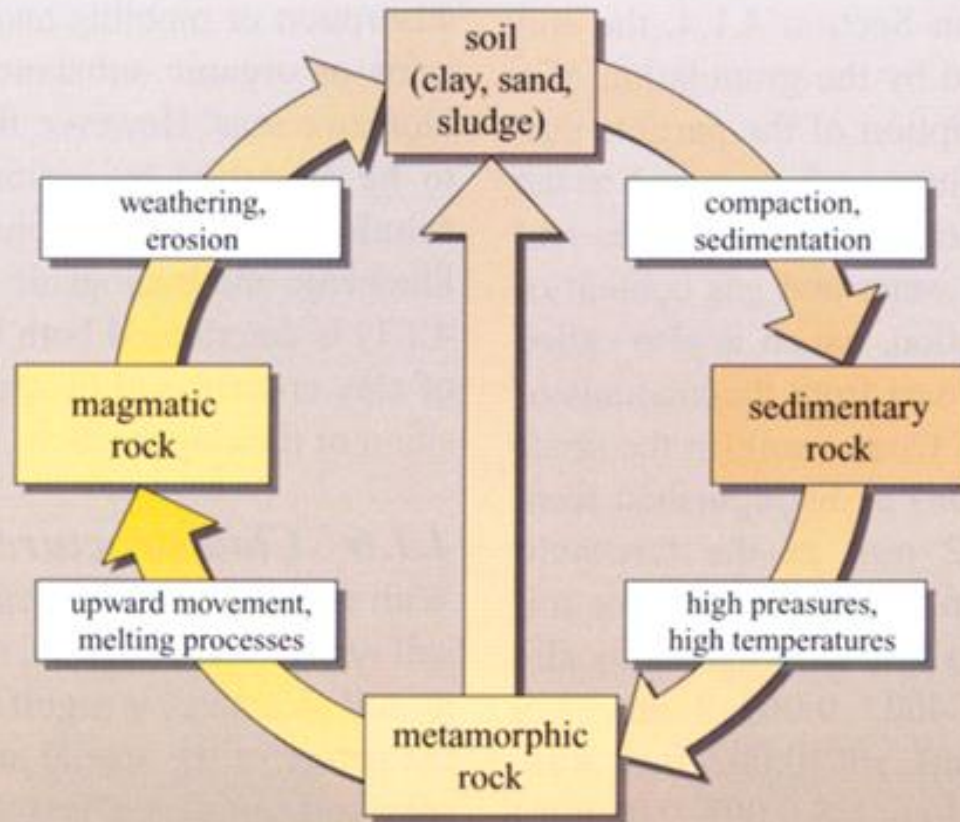 soil
(clay, sand,
sludge)
weathering,
erosion
compaction,
sedimentation
magmatic
rock
sedimentary
rock
upward movement,
melting processes
high preasures,
high temperatures
metamorphic
rock